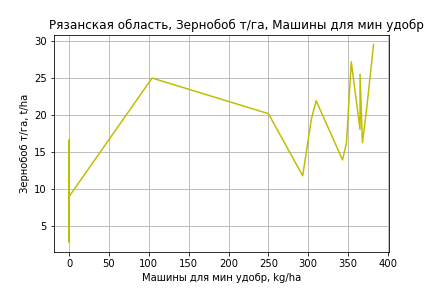 Рязанская область, Зернобоб т/га, Машины для мин удобр
30
25
20
15
10
5
Зернобоб т/га, t/ha
0 50 100 150 200 250 300 350 400
Машины для мин удобр, kg/ha